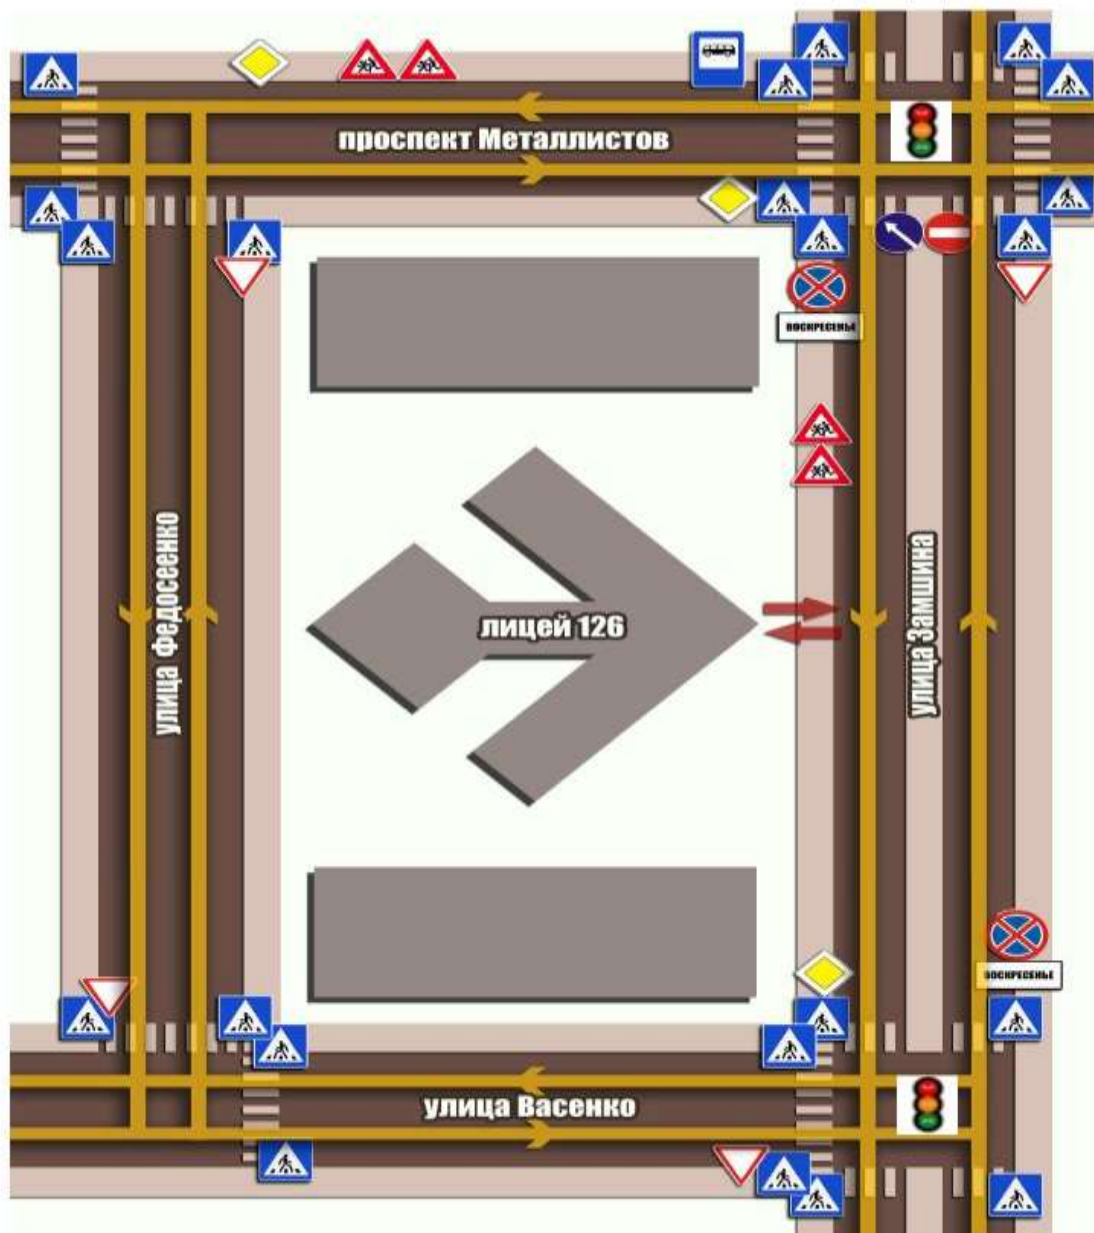 проспект Металлистов
ВОСКРЕСЕНЬЕ
улица Федосеенко
лицей 126
улица Замшина
ВОСКРЕСЕНЬЕ
улица Васенко